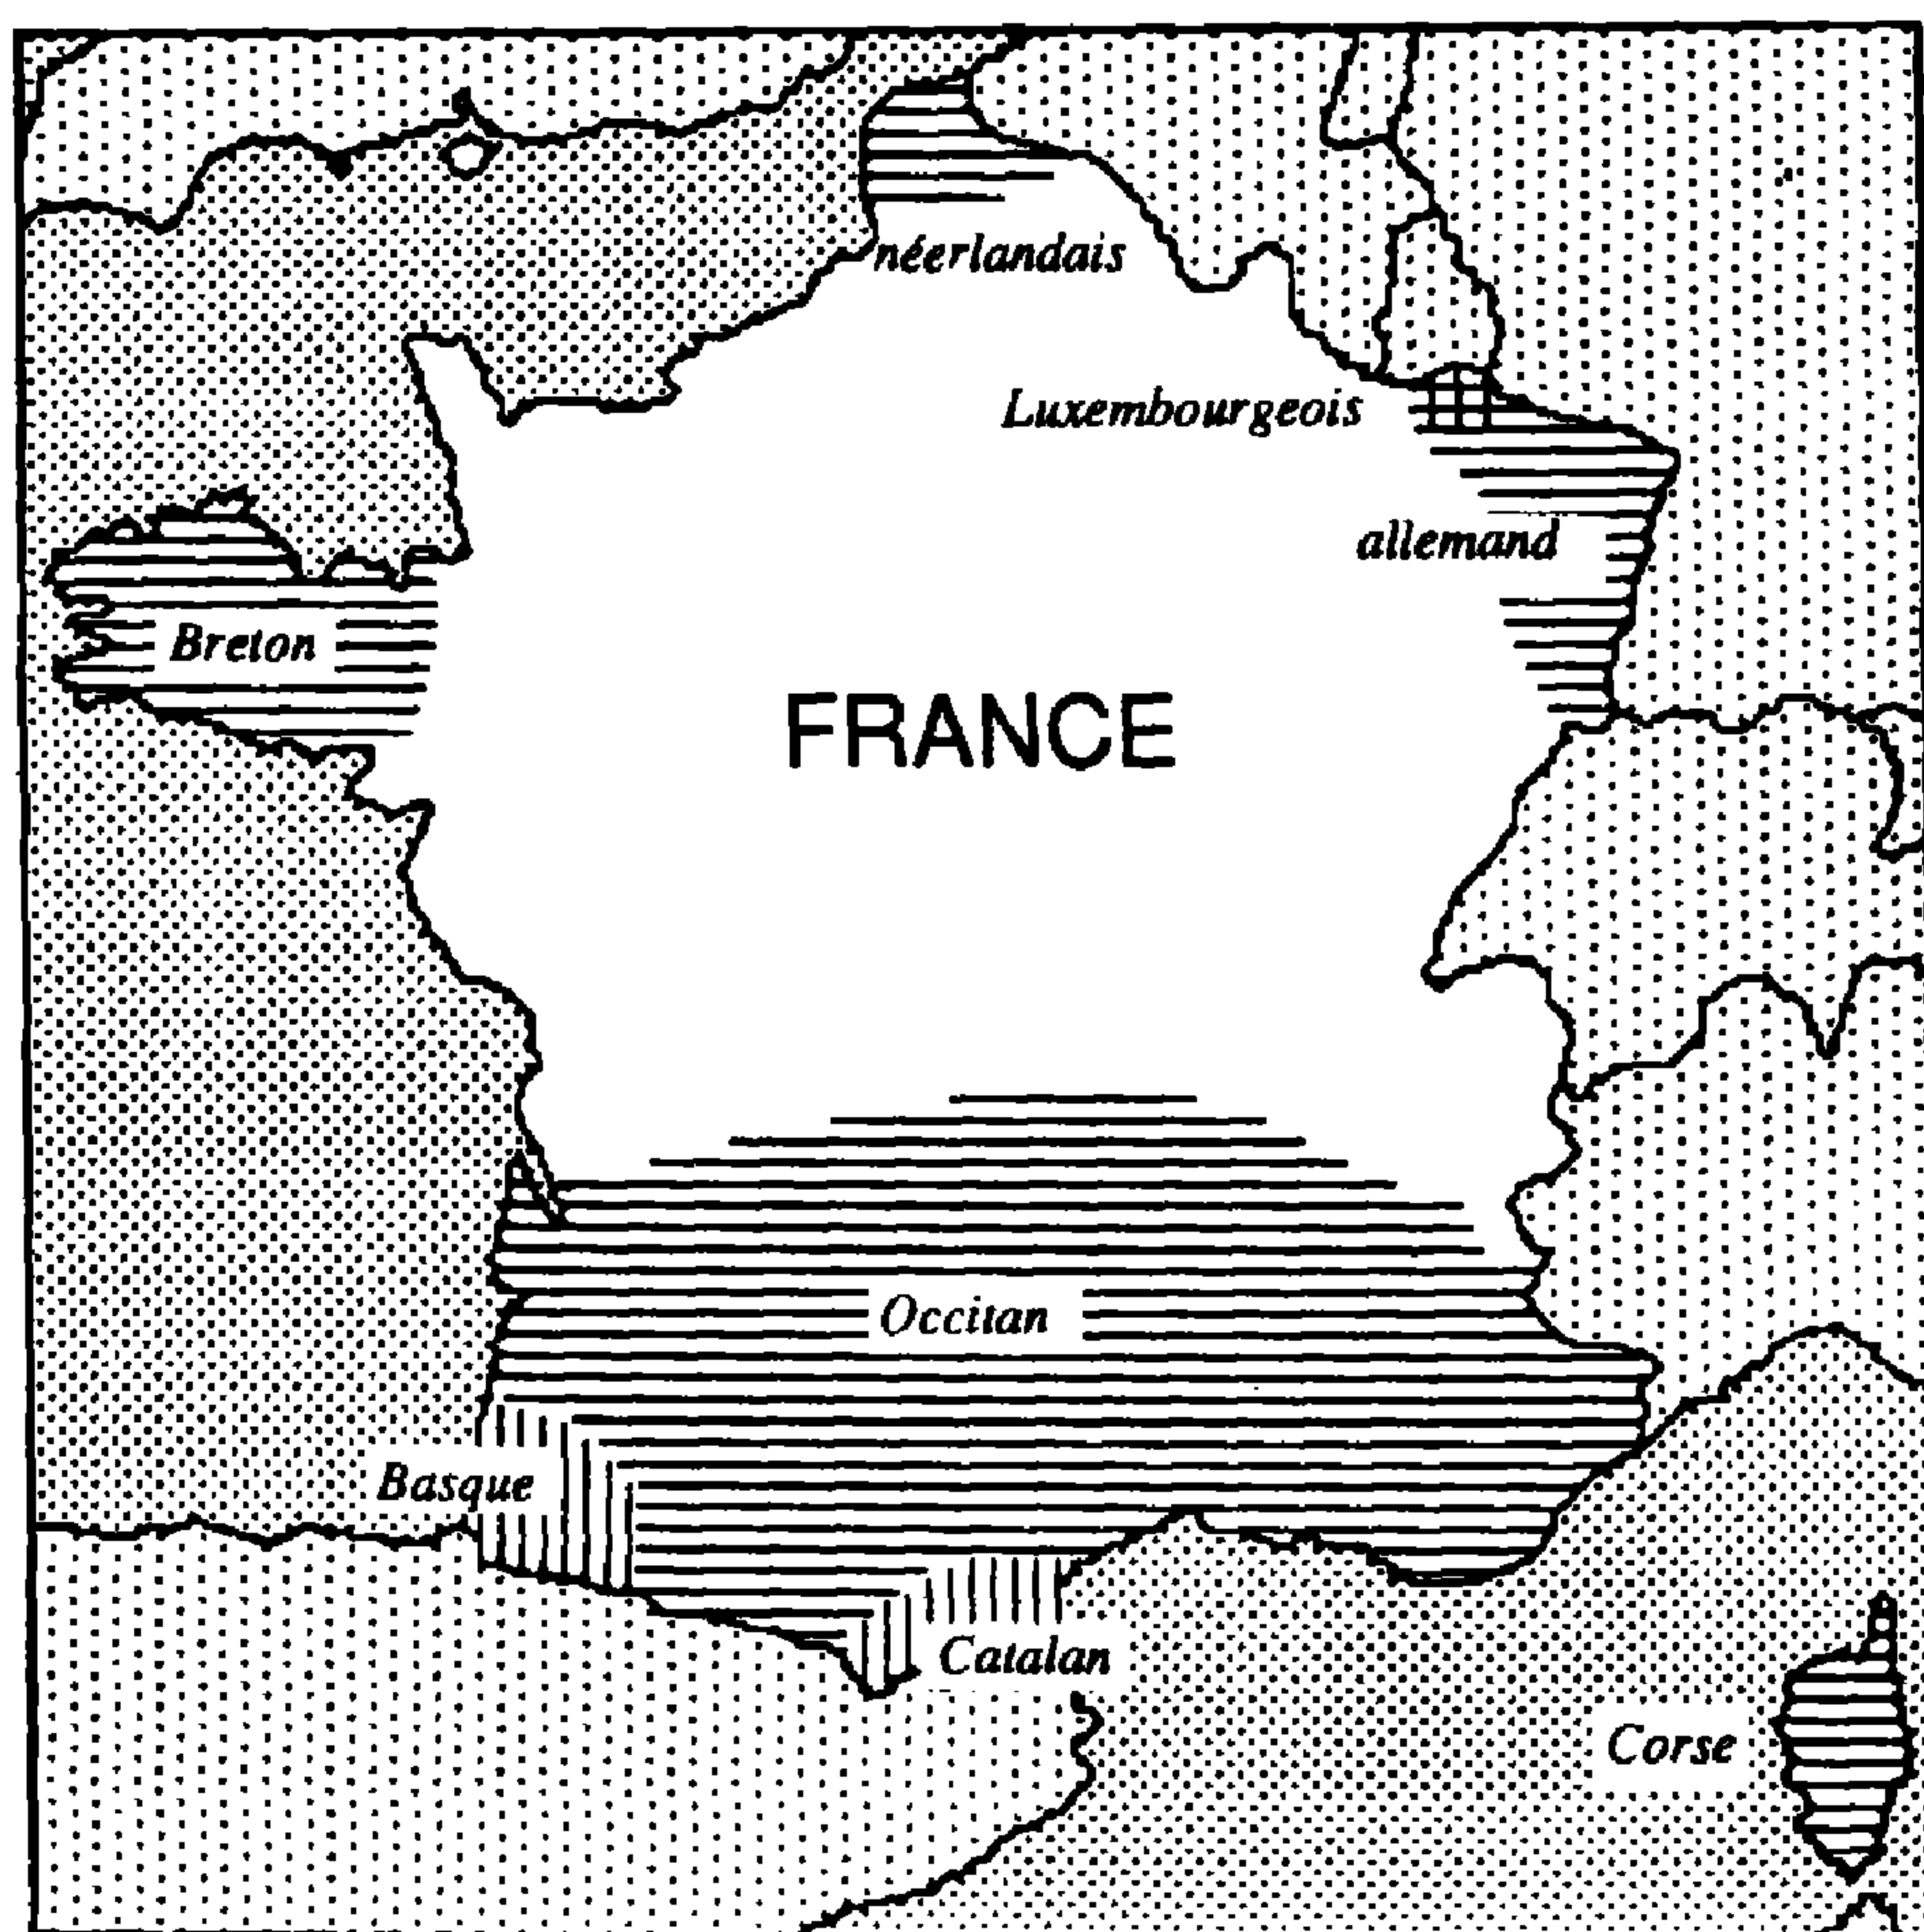 néerlandais
Luxembourgeois
allemand
Breton
FRANCE
Occitan
Basque
Catalan
Corse